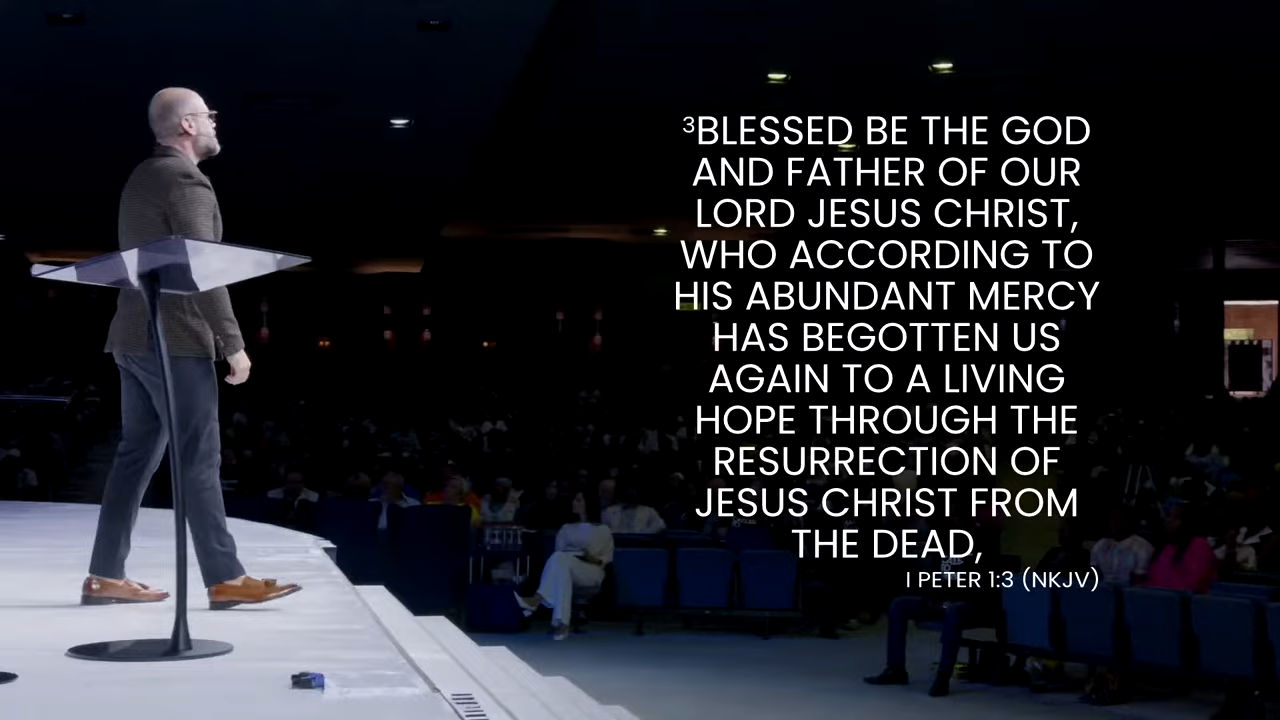 ³BLESSED BE THE GOD
AND FATHER OF OUR
LORD JESUS CHRIST,
WHO ACCORDING TO
HIS ABUNDANT MERCY
HAS BEGOTTEN US
AGAIN TO A LIVING
HOPE THROUGH THE
RESURRECTION OF
JESUS CHRIST FROM
THE DEAD,
I PETER 1:3 (NKJV)